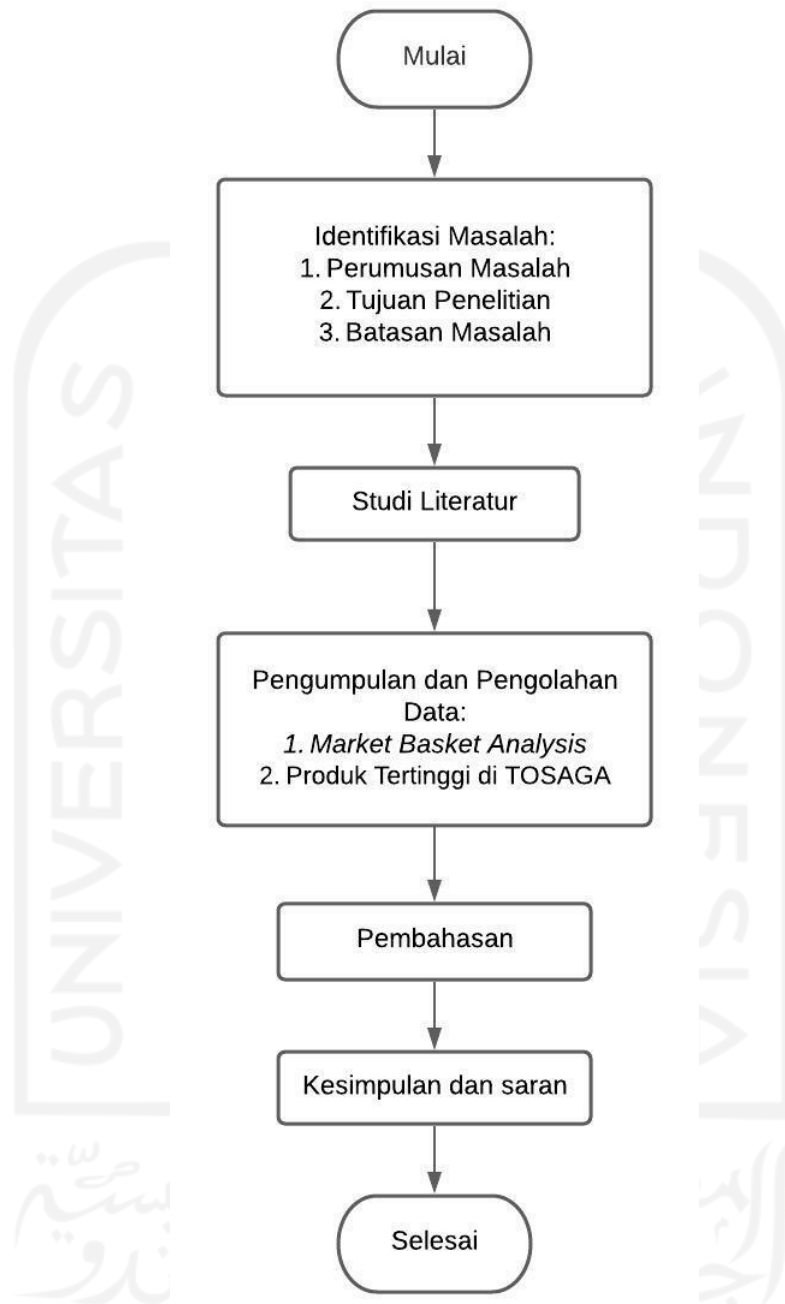 Mulai
Identifikasi Masalah:
1. Perumusan Masalah
2. Tujuan Penelitian
3. Batasan Masalah
Studi Literatur
Pengumpulan dan Pengolahan
Data:
1. Market Basket Analysis
2. Produk Tertinggi di TOSAGA
Pembahasan
Kesimpulan dan saran
Selesai
UNIVERSITAS